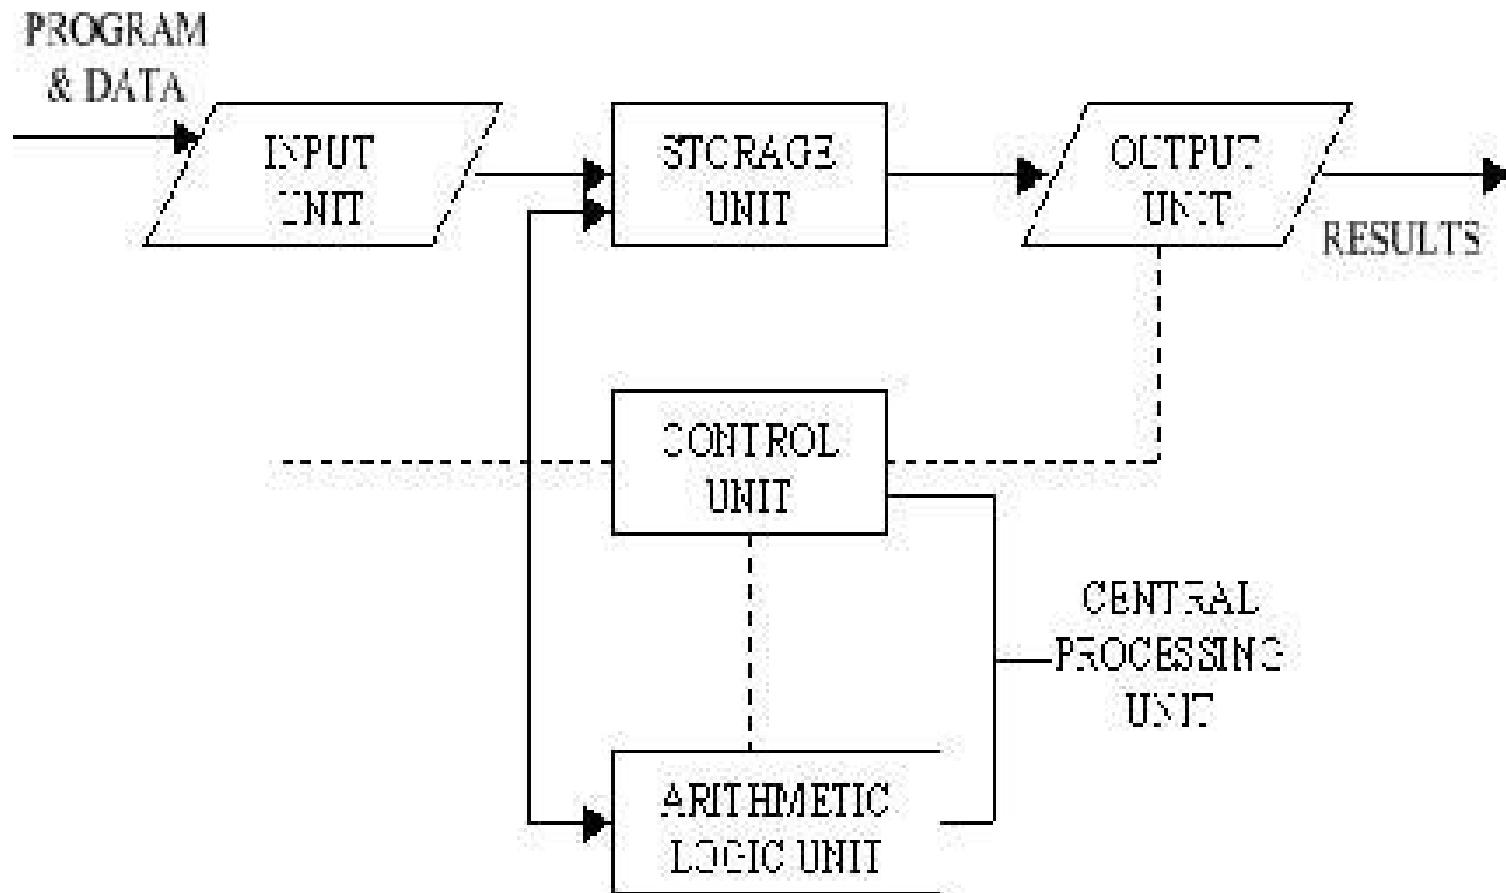 PROGRAM
& DATA
INPUT
UNIT
STORAGE
UNIT
OUTPUT
UNIT
RESULTS
CONTROL
UNIT
CENTRAL
PROCESSING
UNIT
ARITHMETIC
LOGIC UNIT